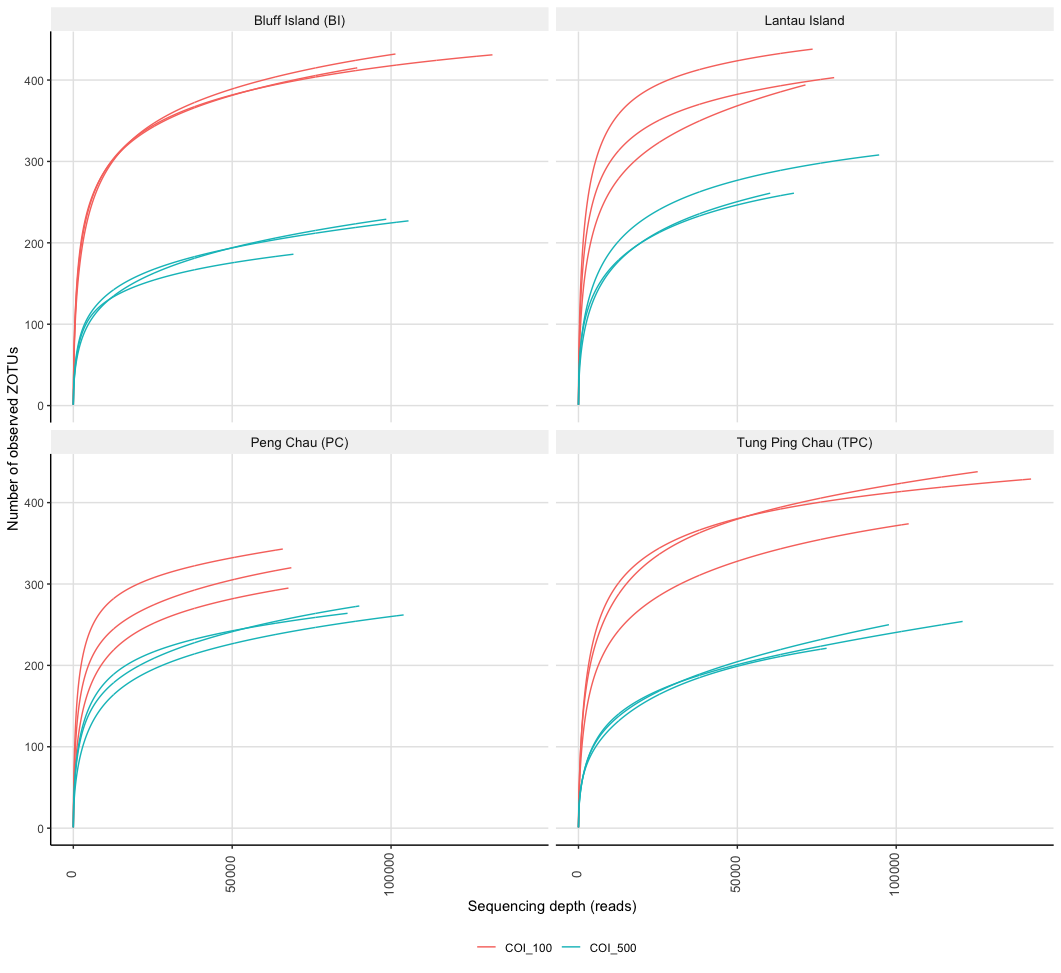 Bluff Island (BI)
Lantau Island
400
300
200
100
0
Peng Chau (PC)
Tung Ping Chau (TPC)
400
300
200
100
0
Number of observed ZOTUs
0
50000
100000
0
50000
100000
Sequencing depth (reads)
COI_100
COI_500